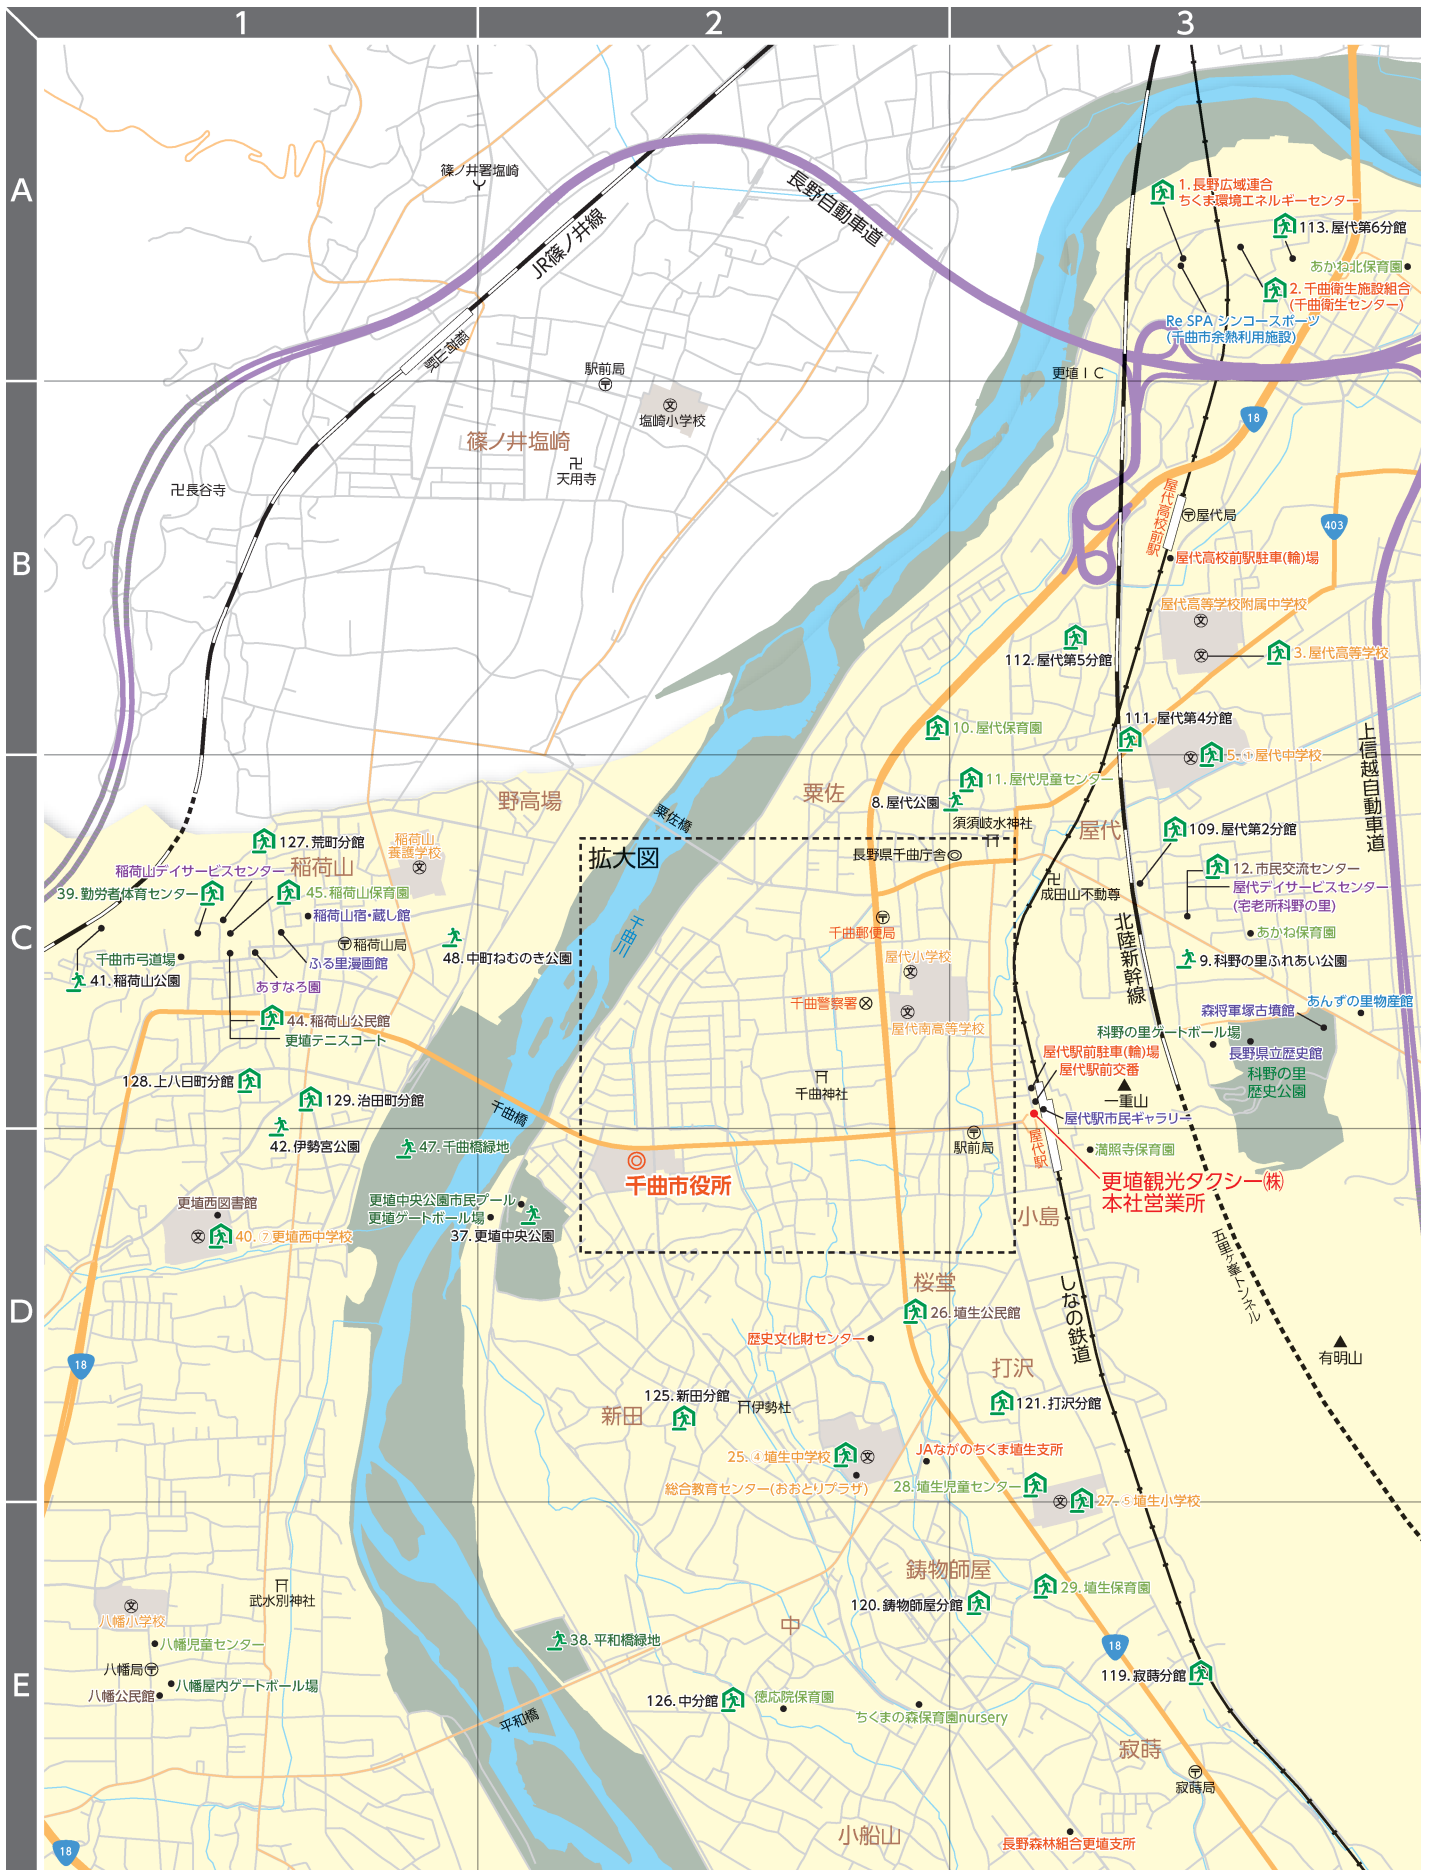 1
2
3
A
B
C
D
E
篠ノ井署塩崎
JR篠ノ井線
長野自動車道
稲荷山駅
1.長野広域連合
ちくま環境エネルギーセンター
113.屋代第6分館
あかね北保育園
2.千曲衛生施設組合
(千曲衛生センター)
Re SPA シンコースポーツ
(千曲市余熱利用施設)
更埴IC
駅前局
塩崎小学校
篠ノ井塩崎
天用寺
卍長谷寺
18
屋代高校前駅
屋代局
403
屋代高校前駅駐車(輪)場
屋代高等学校附属中学校
3.屋代高等学校
112.屋代第5分館
10.屋代保育園
111.屋代第4分館
5.① 屋代中学校
上信越自動車道
11.屋代児童センター
8.屋代公園
須須岐水神社
粟佐
野高場
粟佐橋
屋代
109.屋代第2分館
12.市民交流センター
屋代デイサービスセンター
(宅老所科野の里)
あかね保育園
9.科野の里ふれあい公園
拡大図
長野県千曲庁舎
成田山不動尊
北陸新幹線
127.荒町分館
稲荷山
稲荷山
養護学校
稲荷山デイサービスセンター
39.勤労者体育センター
45.稲荷山保育園
稲荷山宿・蔵し館
稲荷山局
ふる里漫画館
千曲市弓道場
41.稲荷山公園
あすなろ園
48.中町ねむのき公園
44.稲荷山公民館
更埴テニスコート
千曲川
千曲郵便局
屋代小学校
千曲警察署
屋代南高等学校
千曲神社
あんずの里物産館
森将軍塚古墳館
科野の里ゲートボール場
長野県立歴史館
科野の里
歴史公園
屋代駅前駐車(輪)場
屋代駅前交番
一重山
屋代駅市民ギャラリー
128.上八日町分館
129.治田町分館
42.伊勢宮公園
47.千曲橋緑地
千曲橋
駅前局
屋代駅
満照寺保育園
更埴観光タクシー㈱
本社営業所
千曲市役所
更埴中央公園市民プール
更埴ゲートボール場
37.更埴中央公園
更埴西図書館
40.⑦更埴西中学校
小島
五里ヶ峯トンネル
桜堂
26.埴生公民館
しなの鉄道
歴史文化財センター
有明山
打沢
18
121.打沢分館
125.新田分館
新田
伊勢社
25.④埴生中学校
総合教育センター(おおとりプラザ)
JAながのちくま埴生支所
28.埴生児童センター
27.⑤埴生小学校
鋳物師屋
29.埴生保育園
120.鋳物師屋分館
武水別神社
八幡小学校
八幡児童センター
八幡局
八幡屋内ゲートボール場
八幡公民館
中
38.平和橋緑地
平和橋
126.中分館
徳応院保育園
ちくまの森保育園nursery
18
119.寂蒔分館
寂蒔
寂蒔局
小船山
長野森林組合更埴支所
18